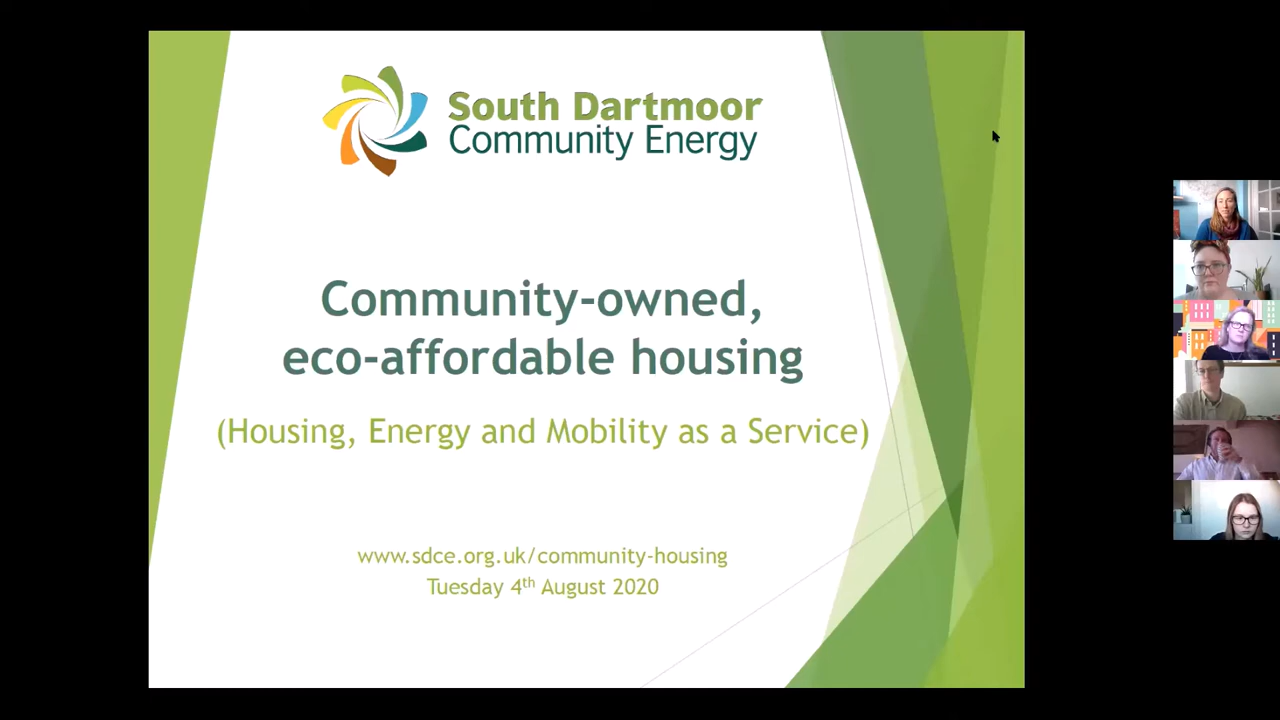 South Dartmoor
Community Energy
Community-owned,
eco-affordable housing
(Housing, Energy and Mobility as a Service)
www.sdce.org.uk/community-housing
Tuesday 4th August 2020